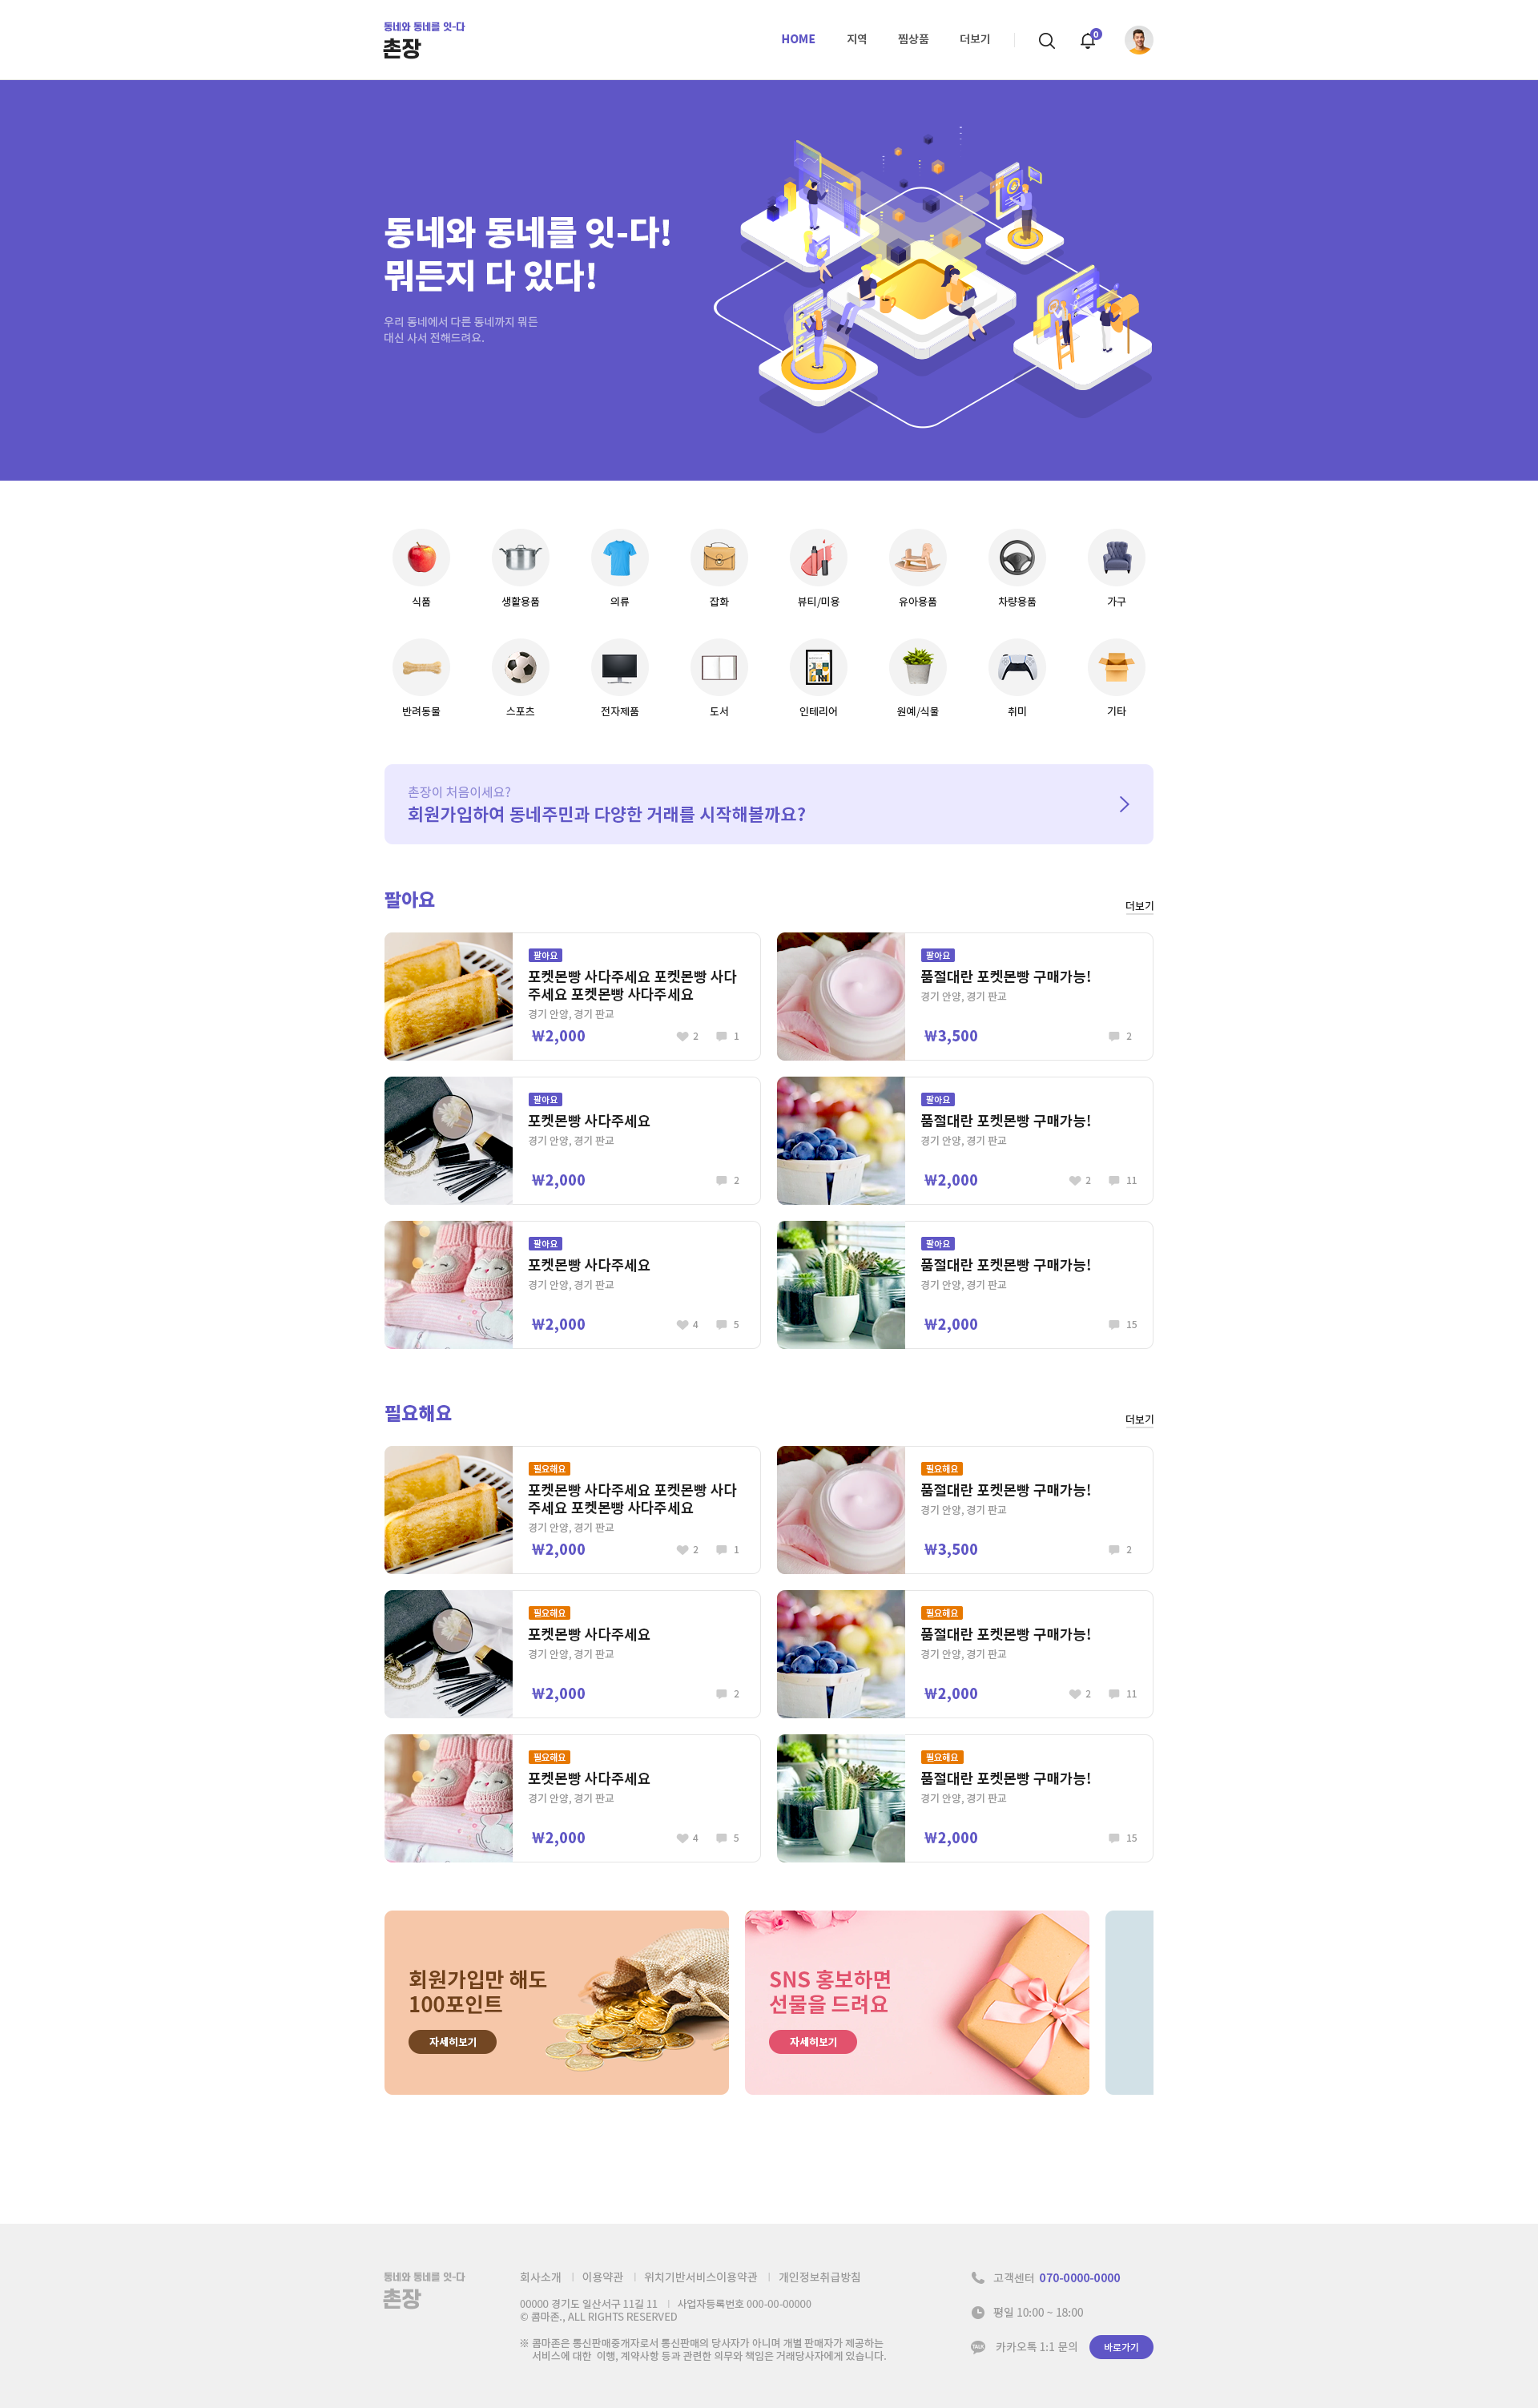 동네와 동네를 잇-다
촌장
HOME 지역 찜상품 더보기
0
동네와 동네를 잇-다!
뭐든지 다 있다!
우리 동네에서 다른 동네까지 뭐든
대신 사서 전해드려요.
식품 생활용품 의류 잡화 뷰티/미용 유아용품 차량용품 가구
반려동물 스포츠 전자제품 도서 인테리어 원예/식물 취미 기타
촌장이 처음이세요?
회원가입하여 동네주민과 다양한 거래를 시작해볼까요?
팔아요
더보기
팔아요
포켓몬빵 사다주세요 포켓몬빵 사다
주세요 포켓몬빵 사다주세요
경기 안양, 경기 판교
₩2,000 2 1
팔아요
품절대란 포켓몬빵 구매가능!
경기 안양, 경기 판교
₩3,500 2
팔아요
포켓몬빵 사다주세요
경기 안양, 경기 판교
₩2,000 2
팔아요
품절대란 포켓몬빵 구매가능!
경기 안양, 경기 판교
₩2,000 2 11
팔아요
포켓몬빵 사다주세요
경기 안양, 경기 판교
₩2,000 4 5
팔아요
품절대란 포켓몬빵 구매가능!
경기 안양, 경기 판교
₩2,000 15
필요해요
더보기
필요해요
포켓몬빵 사다주세요 포켓몬빵 사다
주세요 포켓몬빵 사다주세요
경기 안양, 경기 판교
₩2,000 2 1
필요해요
품절대란 포켓몬빵 구매가능!
경기 안양, 경기 판교
₩3,500 2
필요해요
포켓몬빵 사다주세요
경기 안양, 경기 판교
₩2,000 2
필요해요
품절대란 포켓몬빵 구매가능!
경기 안양, 경기 판교
₩2,000 2 11
필요해요
포켓몬빵 사다주세요
경기 안양, 경기 판교
₩2,000 4 5
필요해요
품절대란 포켓몬빵 구매가능!
경기 안양, 경기 판교
₩2,000 15
회원가입만 해도
100포인트
자세히보기
SNS 홍보하면
선물을 드려요
자세히보기
동네와 동네를 잇-다
촌장
회사소개 | 이용약관 | 위치기반서비스이용약관 | 개인정보취급방침
00000 경기도 일산서구 11길 11 | 사업자등록번호 000-00-00000
© 콤마존., ALL RIGHTS RESERVED
※ 콤마존은 통신판매중개자로서 통신판매의 당사자가 아니며 개별 판매자가 제공하는
서비스에 대한 이행, 계약사항 등과 관련한 의무와 책임은 거래당사자에게 있습니다.
고객센터 070-0000-0000
평일 10:00 ~ 18:00
카카오톡 1:1 문의 바로가기